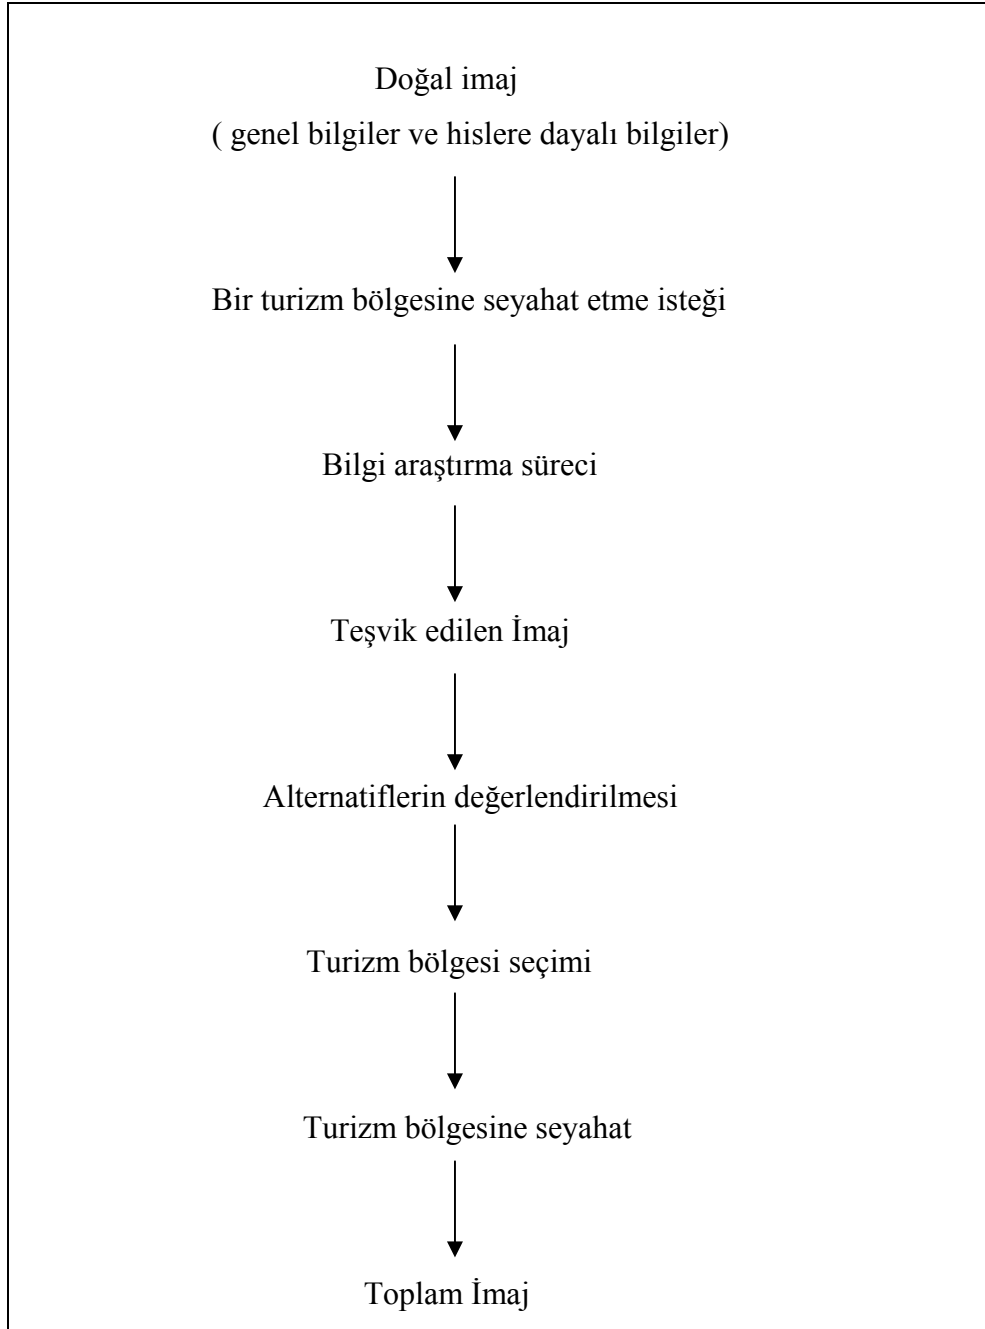 Doğal imaj
( genel bilgiler ve hislere dayalı bilgiler)
Bir turizm bölgesine seyahat etme isteği
Bilgi araştırma süreci
Teşvik edilen İmaj
Alternatiflerin değerlendirilmesi
Turizm bölgesi seçimi
Turizm bölgesine seyahat
Toplam İmaj